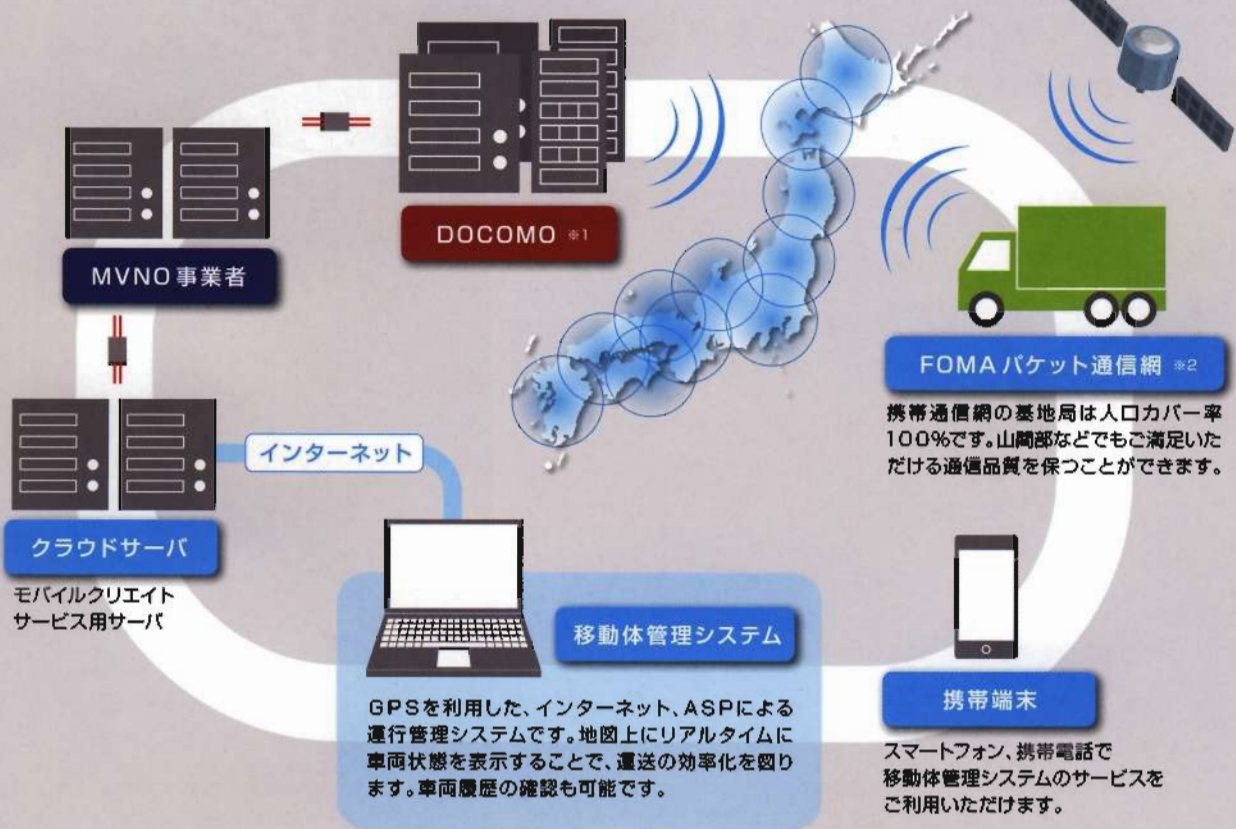 DOCOMO ※1
MVNO事業者
FOMAパケット通信網 ※2
携帯通信網の基地局は人口カバー率
100%です。山間部などでもご満足いた
だける通信品質を保つことができます。
インターネット
クラウドサーバ
モバイルクリエイト
サービス用サーバ
移動体管理システム
GPSを利用した、インターネット、ASPによる
運行管理システムです。地図上にリアルタイムに
車両状態を表示することで、運送の効率化を図り
ます。車両履歴の確認も可能です。
携帯端末
スマートフォン、携帯電話で
移動体管理システムのサービスを
ご利用いただけます。